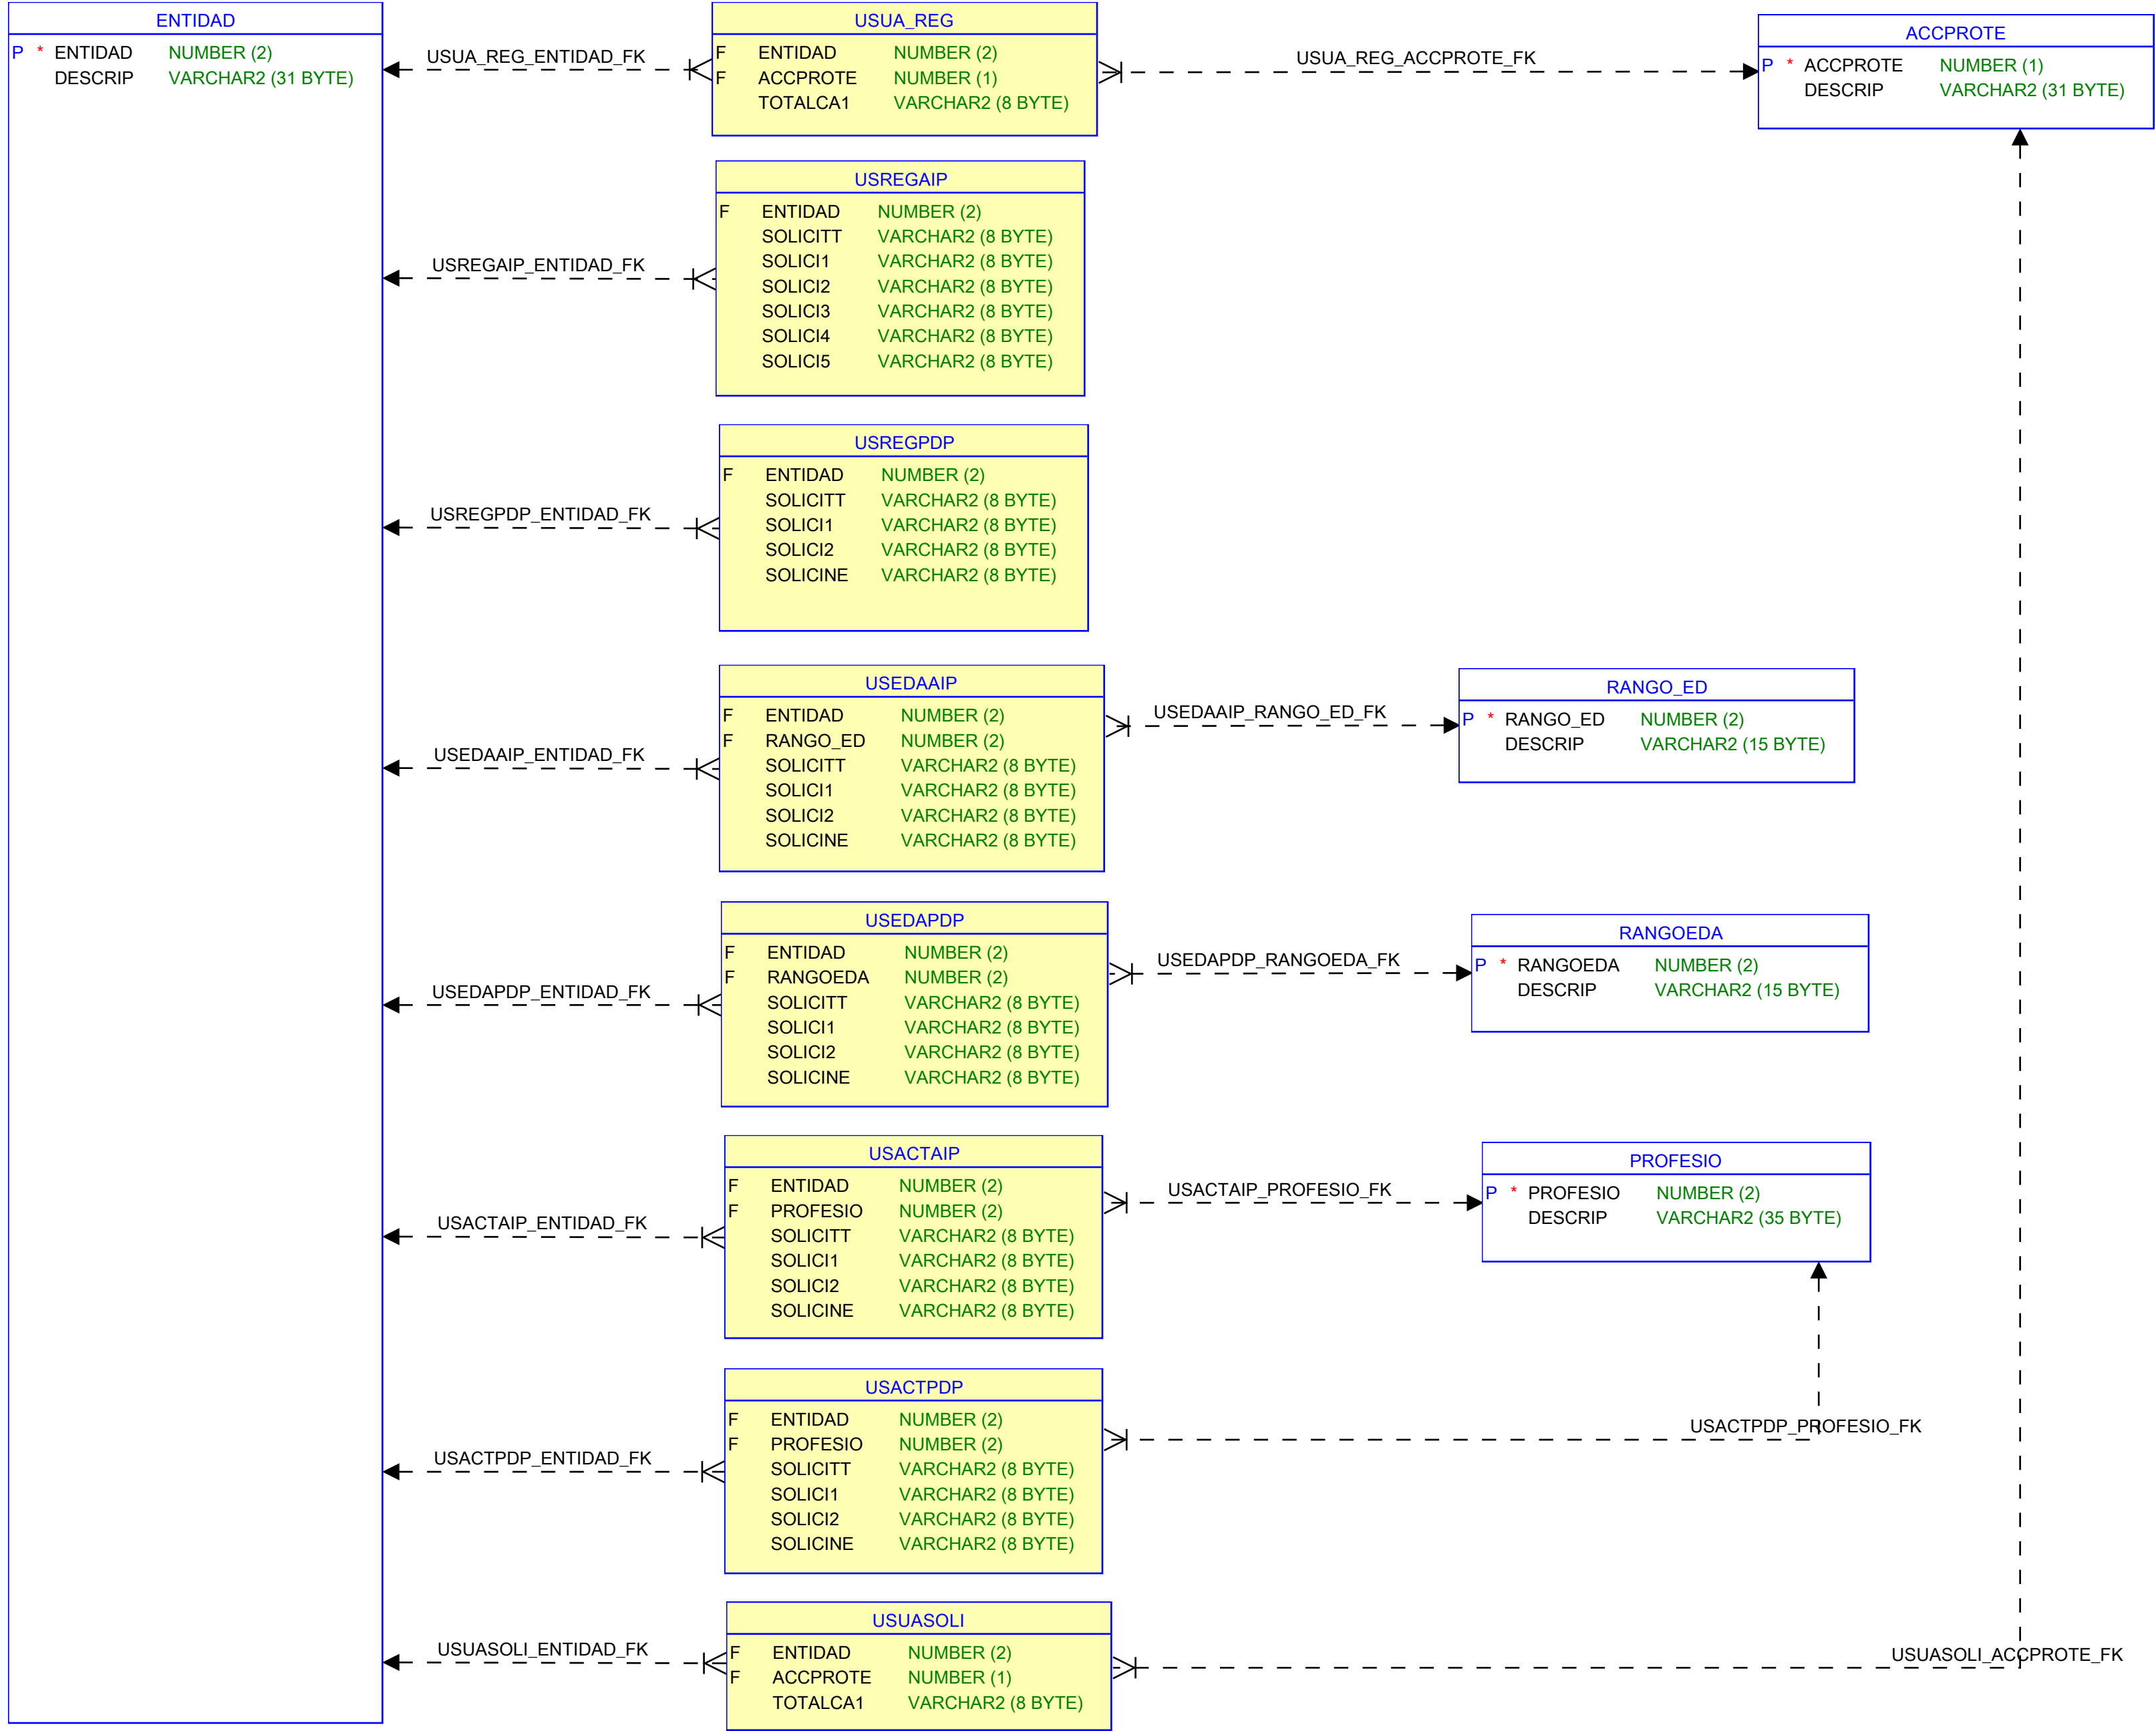 ENTIDAD
P * ENTIDAD NUMBER (2)
DESCRIP VARCHAR2 (31 BYTE)
USUA_REG_ENTIDAD_FK
USUA_REG
F ENTIDAD NUMBER (2)
F ACCPROTE NUMBER (1)
TOTALCA1 VARCHAR2 (8 BYTE)
USUA_REG_ACCPROTE_FK
ACCPROTE
P * ACCPROTE NUMBER (1)
DESCRIP VARCHAR2 (31 BYTE)
USREGAIP_ENTIDAD_FK
USREGAIP
F ENTIDAD NUMBER (2)
SOLICITT VARCHAR2 (8 BYTE)
SOLICI1 VARCHAR2 (8 BYTE)
SOLICI2 VARCHAR2 (8 BYTE)
SOLICI3 VARCHAR2 (8 BYTE)
SOLICI4 VARCHAR2 (8 BYTE)
SOLICI5 VARCHAR2 (8 BYTE)
USREGPDP_ENTIDAD_FK
USREGPDP
F ENTIDAD NUMBER (2)
SOLICITT VARCHAR2 (8 BYTE)
SOLICI1 VARCHAR2 (8 BYTE)
SOLICI2 VARCHAR2 (8 BYTE)
SOLICINE VARCHAR2 (8 BYTE)
USEDAAIP_ENTIDAD_FK
USEDAAIP
F ENTIDAD NUMBER (2)
F RANGO_ED NUMBER (2)
SOLICITT VARCHAR2 (8 BYTE)
SOLICI1 VARCHAR2 (8 BYTE)
SOLICI2 VARCHAR2 (8 BYTE)
SOLICINE VARCHAR2 (8 BYTE)
USEDAAIP_RANGO_ED_FK
RANGO_ED
P * RANGO_ED NUMBER (2)
DESCRIP VARCHAR2 (15 BYTE)
USEDAPDP_ENTIDAD_FK
USEDAPDP
F ENTIDAD NUMBER (2)
F RANGOEDA NUMBER (2)
SOLICITT VARCHAR2 (8 BYTE)
SOLICI1 VARCHAR2 (8 BYTE)
SOLICI2 VARCHAR2 (8 BYTE)
SOLICINE VARCHAR2 (8 BYTE)
USEDAPDP_RANGOEDA_FK
RANGOEDA
P * RANGOEDA NUMBER (2)
DESCRIP VARCHAR2 (15 BYTE)
USACTAIP_ENTIDAD_FK
USACTAIP
F ENTIDAD NUMBER (2)
F PROFESIO NUMBER (2)
SOLICITT VARCHAR2 (8 BYTE)
SOLICI1 VARCHAR2 (8 BYTE)
SOLICI2 VARCHAR2 (8 BYTE)
SOLICINE VARCHAR2 (8 BYTE)
USACTAIP_PROFESIO_FK
PROFESIO
P * PROFESIO NUMBER (2)
DESCRIP VARCHAR2 (35 BYTE)
USACTPDP_ENTIDAD_FK
USACTPDP
F ENTIDAD NUMBER (2)
F PROFESIO NUMBER (2)
SOLICITT VARCHAR2 (8 BYTE)
SOLICI1 VARCHAR2 (8 BYTE)
SOLICI2 VARCHAR2 (8 BYTE)
SOLICINE VARCHAR2 (8 BYTE)
USACTPDP_PROFESIO_FK
USUASOLI_ENTIDAD_FK
USUASOLI
F ENTIDAD NUMBER (2)
F ACCPROTE NUMBER (1)
TOTALCA1 VARCHAR2 (8 BYTE)
USUASOLI_ACCPROTE_FK